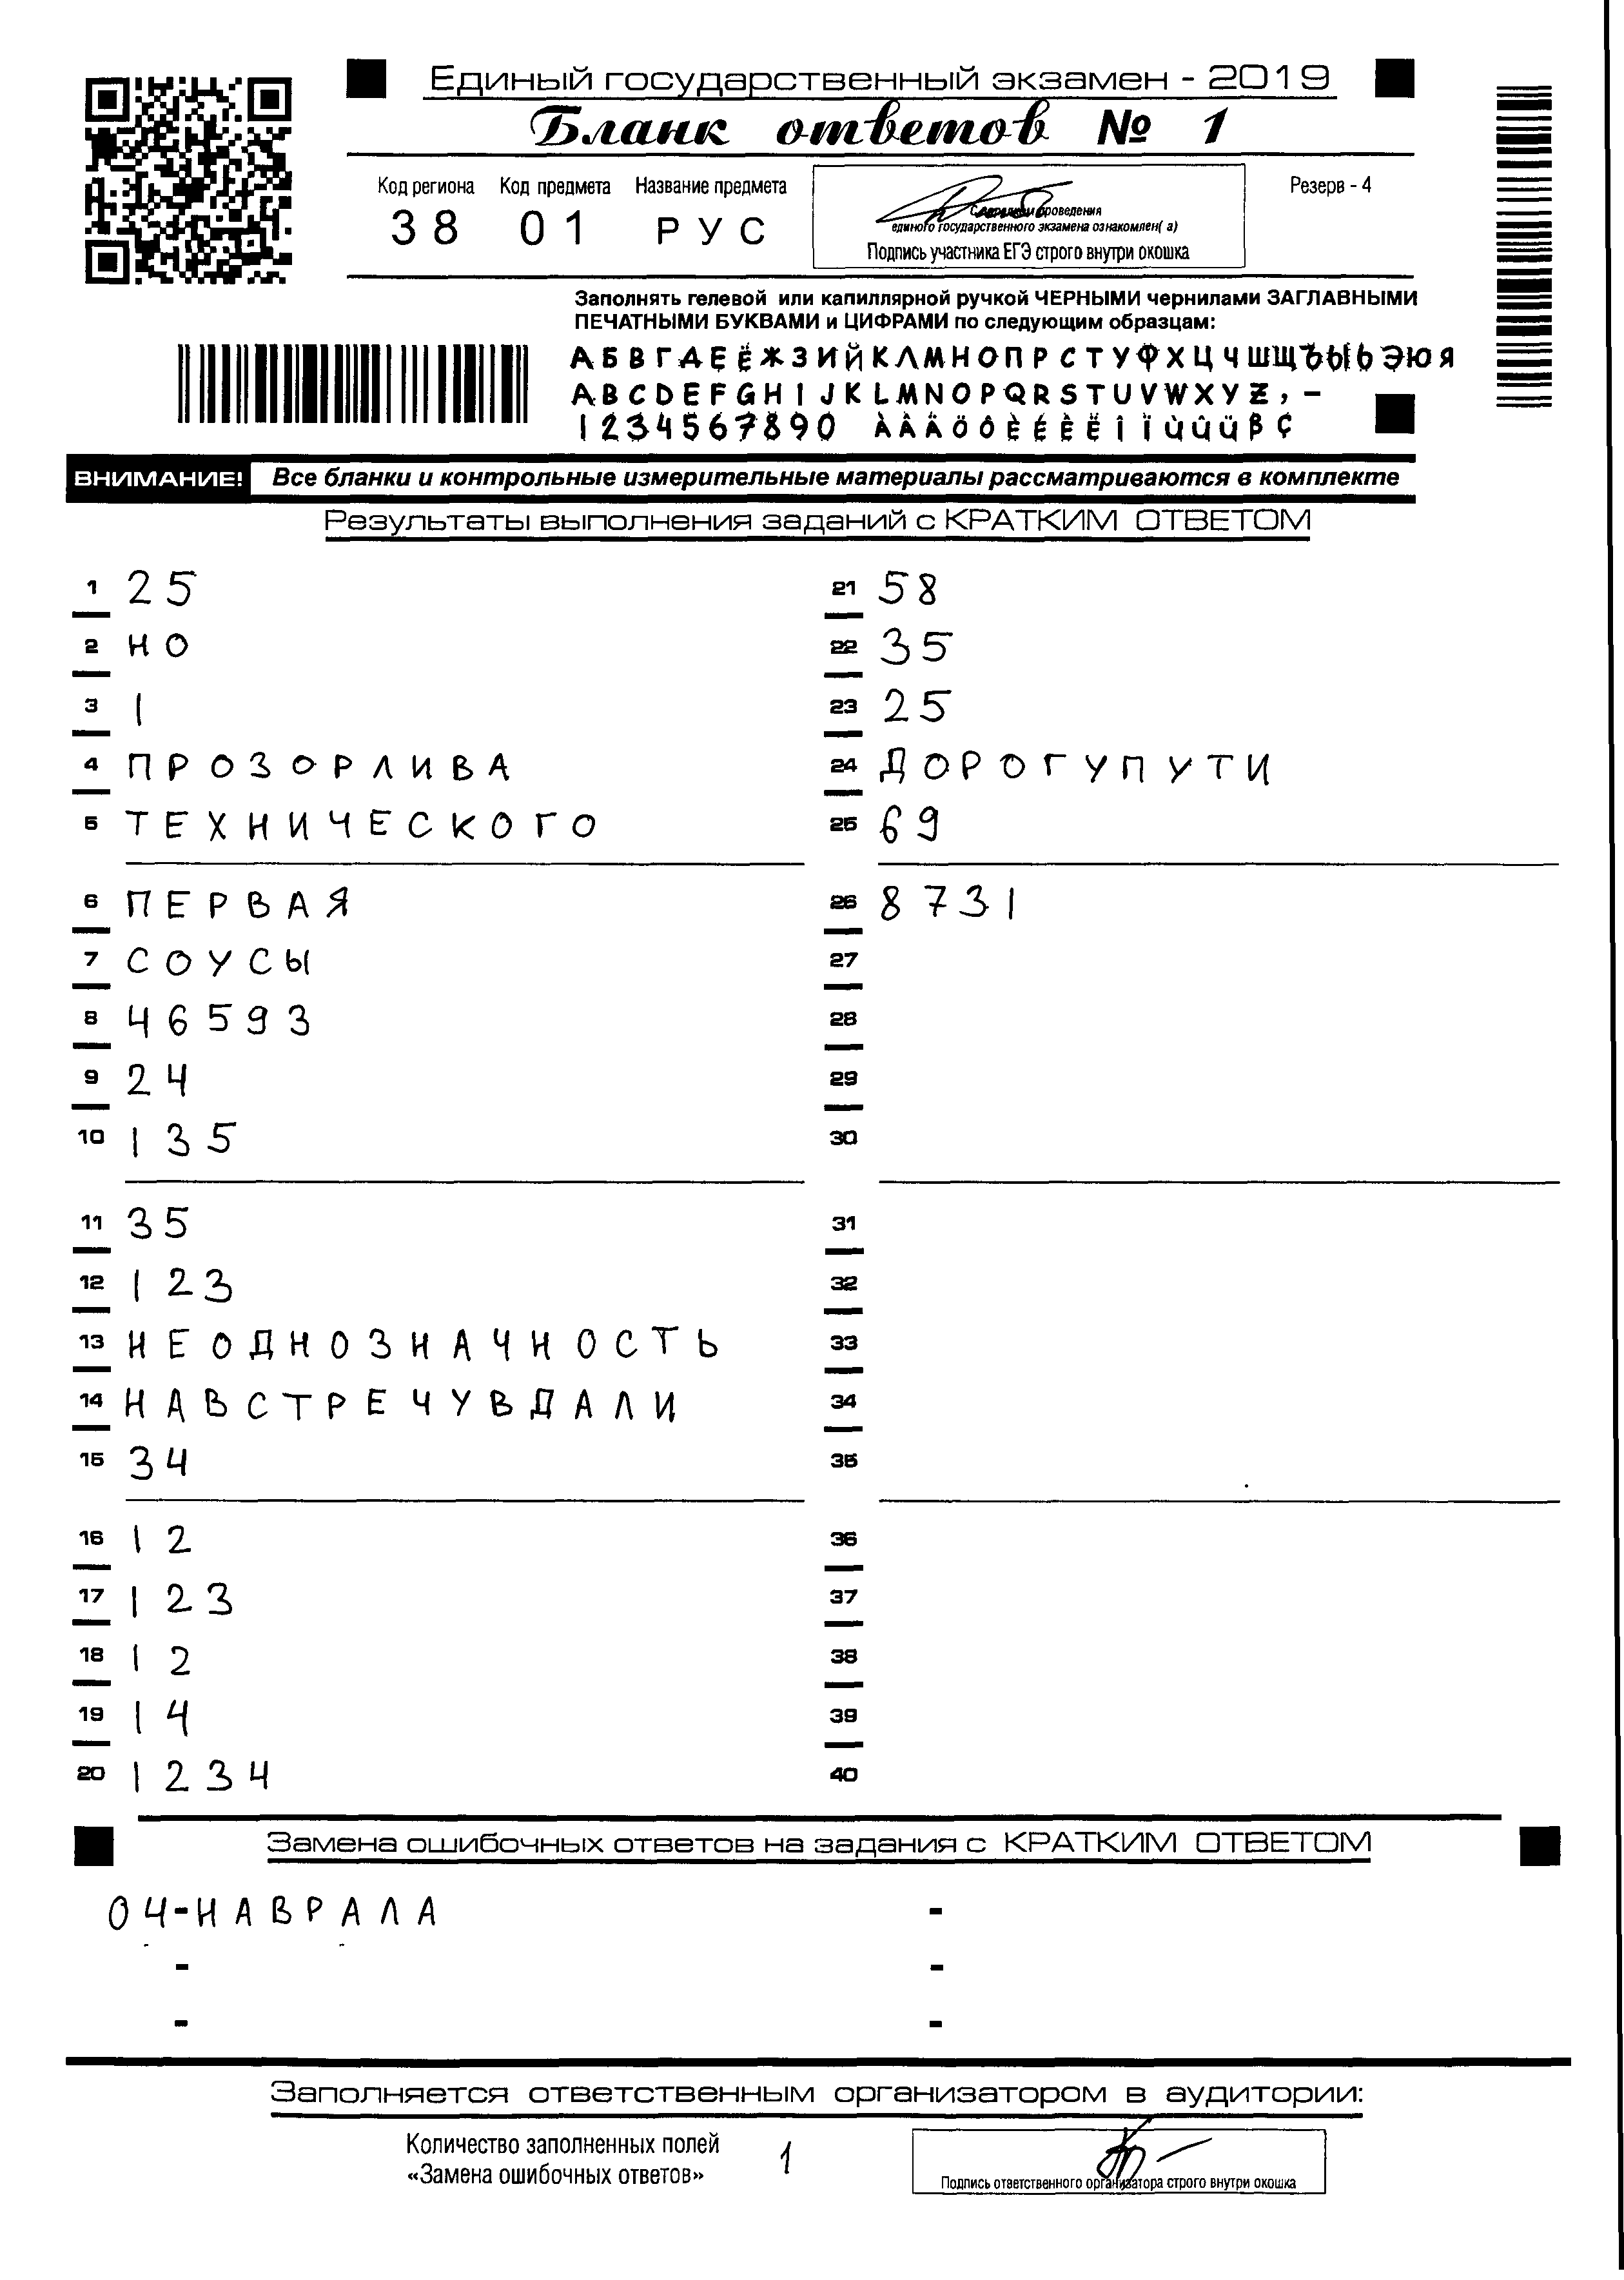 Единый государственный экзамен - 2019
Бланк ответов № 1
Код региона Код предмета Название предмета Резерв - 4
38 01 РУС
проведения
единого государственного экзамена ознакомлен( а)
Подпись участника ЕГЭ строго внутри окошка
Заполнять гелевой или капиллярной ручкой ЧЕРНЫМИ чернилами ЗАГЛАВНЫМИ
ПЕЧАТНЫМИ БУКВАМИ и ЦИФРАМИ по следующим образцам:
АБВГДЕЁЖЗИЙКЛМНОПРСТУФХЦЧШЩЪЫЬЭЮЯ
ABCDEFGHIJKLMNOPQRSTUVWXYZ,-
1234567890 ÀÂÄÖÔÈÉÊËÎÏÙÛÜßÇ
ВНИМАНИЕ! Все бланки и контрольные измерительные материалы рассматриваются в комплекте
Результаты выполнения заданий с КРАТКИМ ОТВЕТОМ
1 25
2 НО
3 1
4 ПРОЗОРЛИВА
5 ТЕХНИЧЕСКОГО
6 ПЕРВАЯ
7 СОУСЫ
8 46593
9 24
10 135
11 35
12 123
13 НЕОДНОЗНАЧНОСТЬ
14 НАВСТРЕЧУВДАЛИ
15 34
16 12
17 123
18 12
19 14
20 1234
21 58
22 35
23 25
24 ДОРОГУПУТИ
25 69
26 8731
27
28
29
30
31
32
33
34
35
36
37
38
39
40
Замена ошибочных ответов на задания с КРАТКИМ ОТВЕТОМ
04-НАВРАЛА -
- -
- -
Заполняется ответственным организатором в аудитории:
Количество заполненных полей 1
«Замена ошибочных ответов»
Подпись ответственного организатора строго внутри окошка